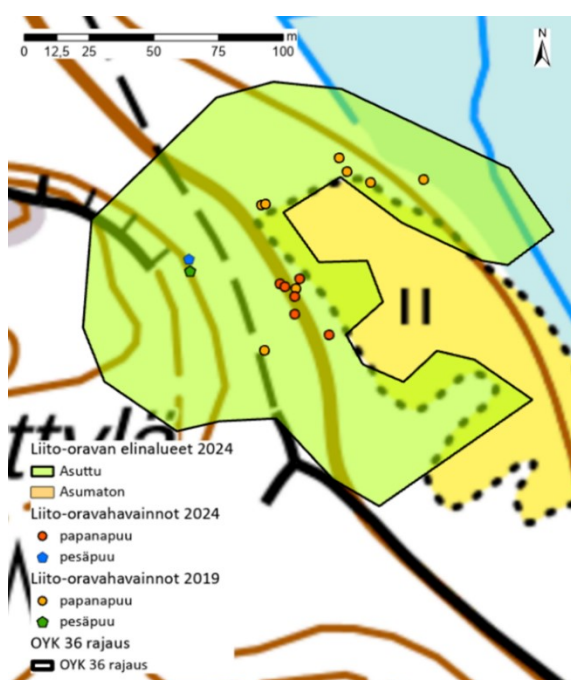 0 12,5 25 50 75 100
m
N
II
Liito-oravan elinalueet 2024
Asuttu
Asumaton
Liito-oravahavainnot 2024
papanapuu
pesäpuu
Liito-oravahavainnot 2019
papanapuu
pesäpuu
OYK 36 rajaus
OYK 36 rajaus